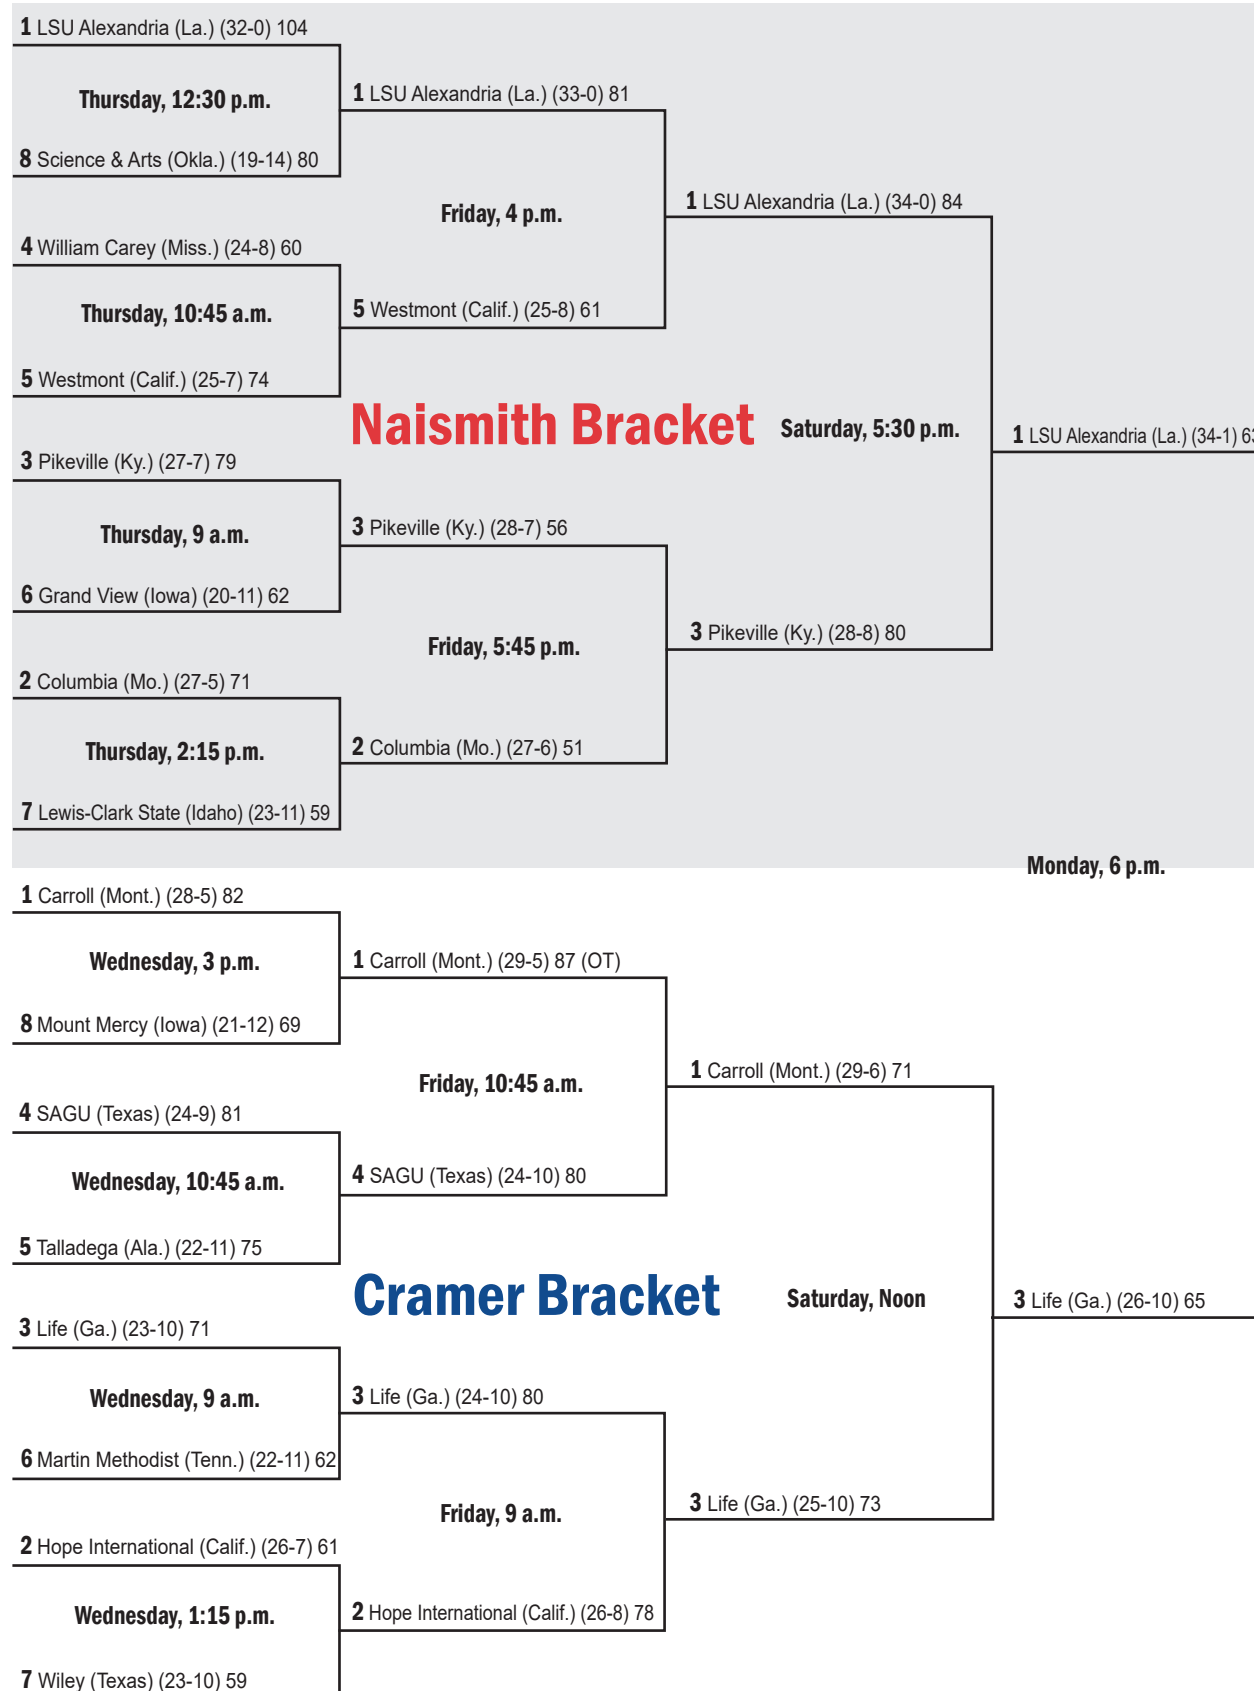 1 LSU Alexandria (La.) (32-0) 104
Thursday, 12:30 p.m.
1 LSU Alexandria (La.) (33-0) 81
8 Science & Arts (Okla.) (19-14) 80
Friday, 4 p.m.
1 LSU Alexandria (La.) (34-0) 84
4 William Carey (Miss.) (24-8) 60
Thursday, 10:45 a.m.
5 Westmont (Calif.) (25-8) 61
5 Westmont (Calif.) (25-7) 74
Naismith Bracket
Saturday, 5:30 p.m.
1 LSU Alexandria (La.) (34-1) 63
3 Pikeville (Ky.) (27-7) 79
Thursday, 9 a.m.
3 Pikeville (Ky.) (28-7) 56
6 Grand View (Iowa) (20-11) 62
Friday, 5:45 p.m.
3 Pikeville (Ky.) (28-8) 80
2 Columbia (Mo.) (27-5) 71
Thursday, 2:15 p.m.
2 Columbia (Mo.) (27-6) 51
7 Lewis-Clark State (Idaho) (23-11) 59
Monday, 6 p.m.
1 Carroll (Mont.) (28-5) 82
Wednesday, 3 p.m.
1 Carroll (Mont.) (29-5) 87 (OT)
8 Mount Mercy (Iowa) (21-12) 69
Friday, 10:45 a.m.
1 Carroll (Mont.) (29-6) 71
4 SAGU (Texas) (24-9) 81
Wednesday, 10:45 a.m.
4 SAGU (Texas) (24-10) 80
5 Talladega (Ala.) (22-11) 75
Cramer Bracket
Saturday, Noon
3 Life (Ga.) (26-10) 65
3 Life (Ga.) (23-10) 71
Wednesday, 9 a.m.
3 Life (Ga.) (24-10) 80
6 Martin Methodist (Tenn.) (22-11) 62
Friday, 9 a.m.
3 Life (Ga.) (25-10) 73
2 Hope International (Calif.) (26-7) 61
Wednesday, 1:15 p.m.
2 Hope International (Calif.) (26-8) 78
7 Wiley (Texas) (23-10) 59